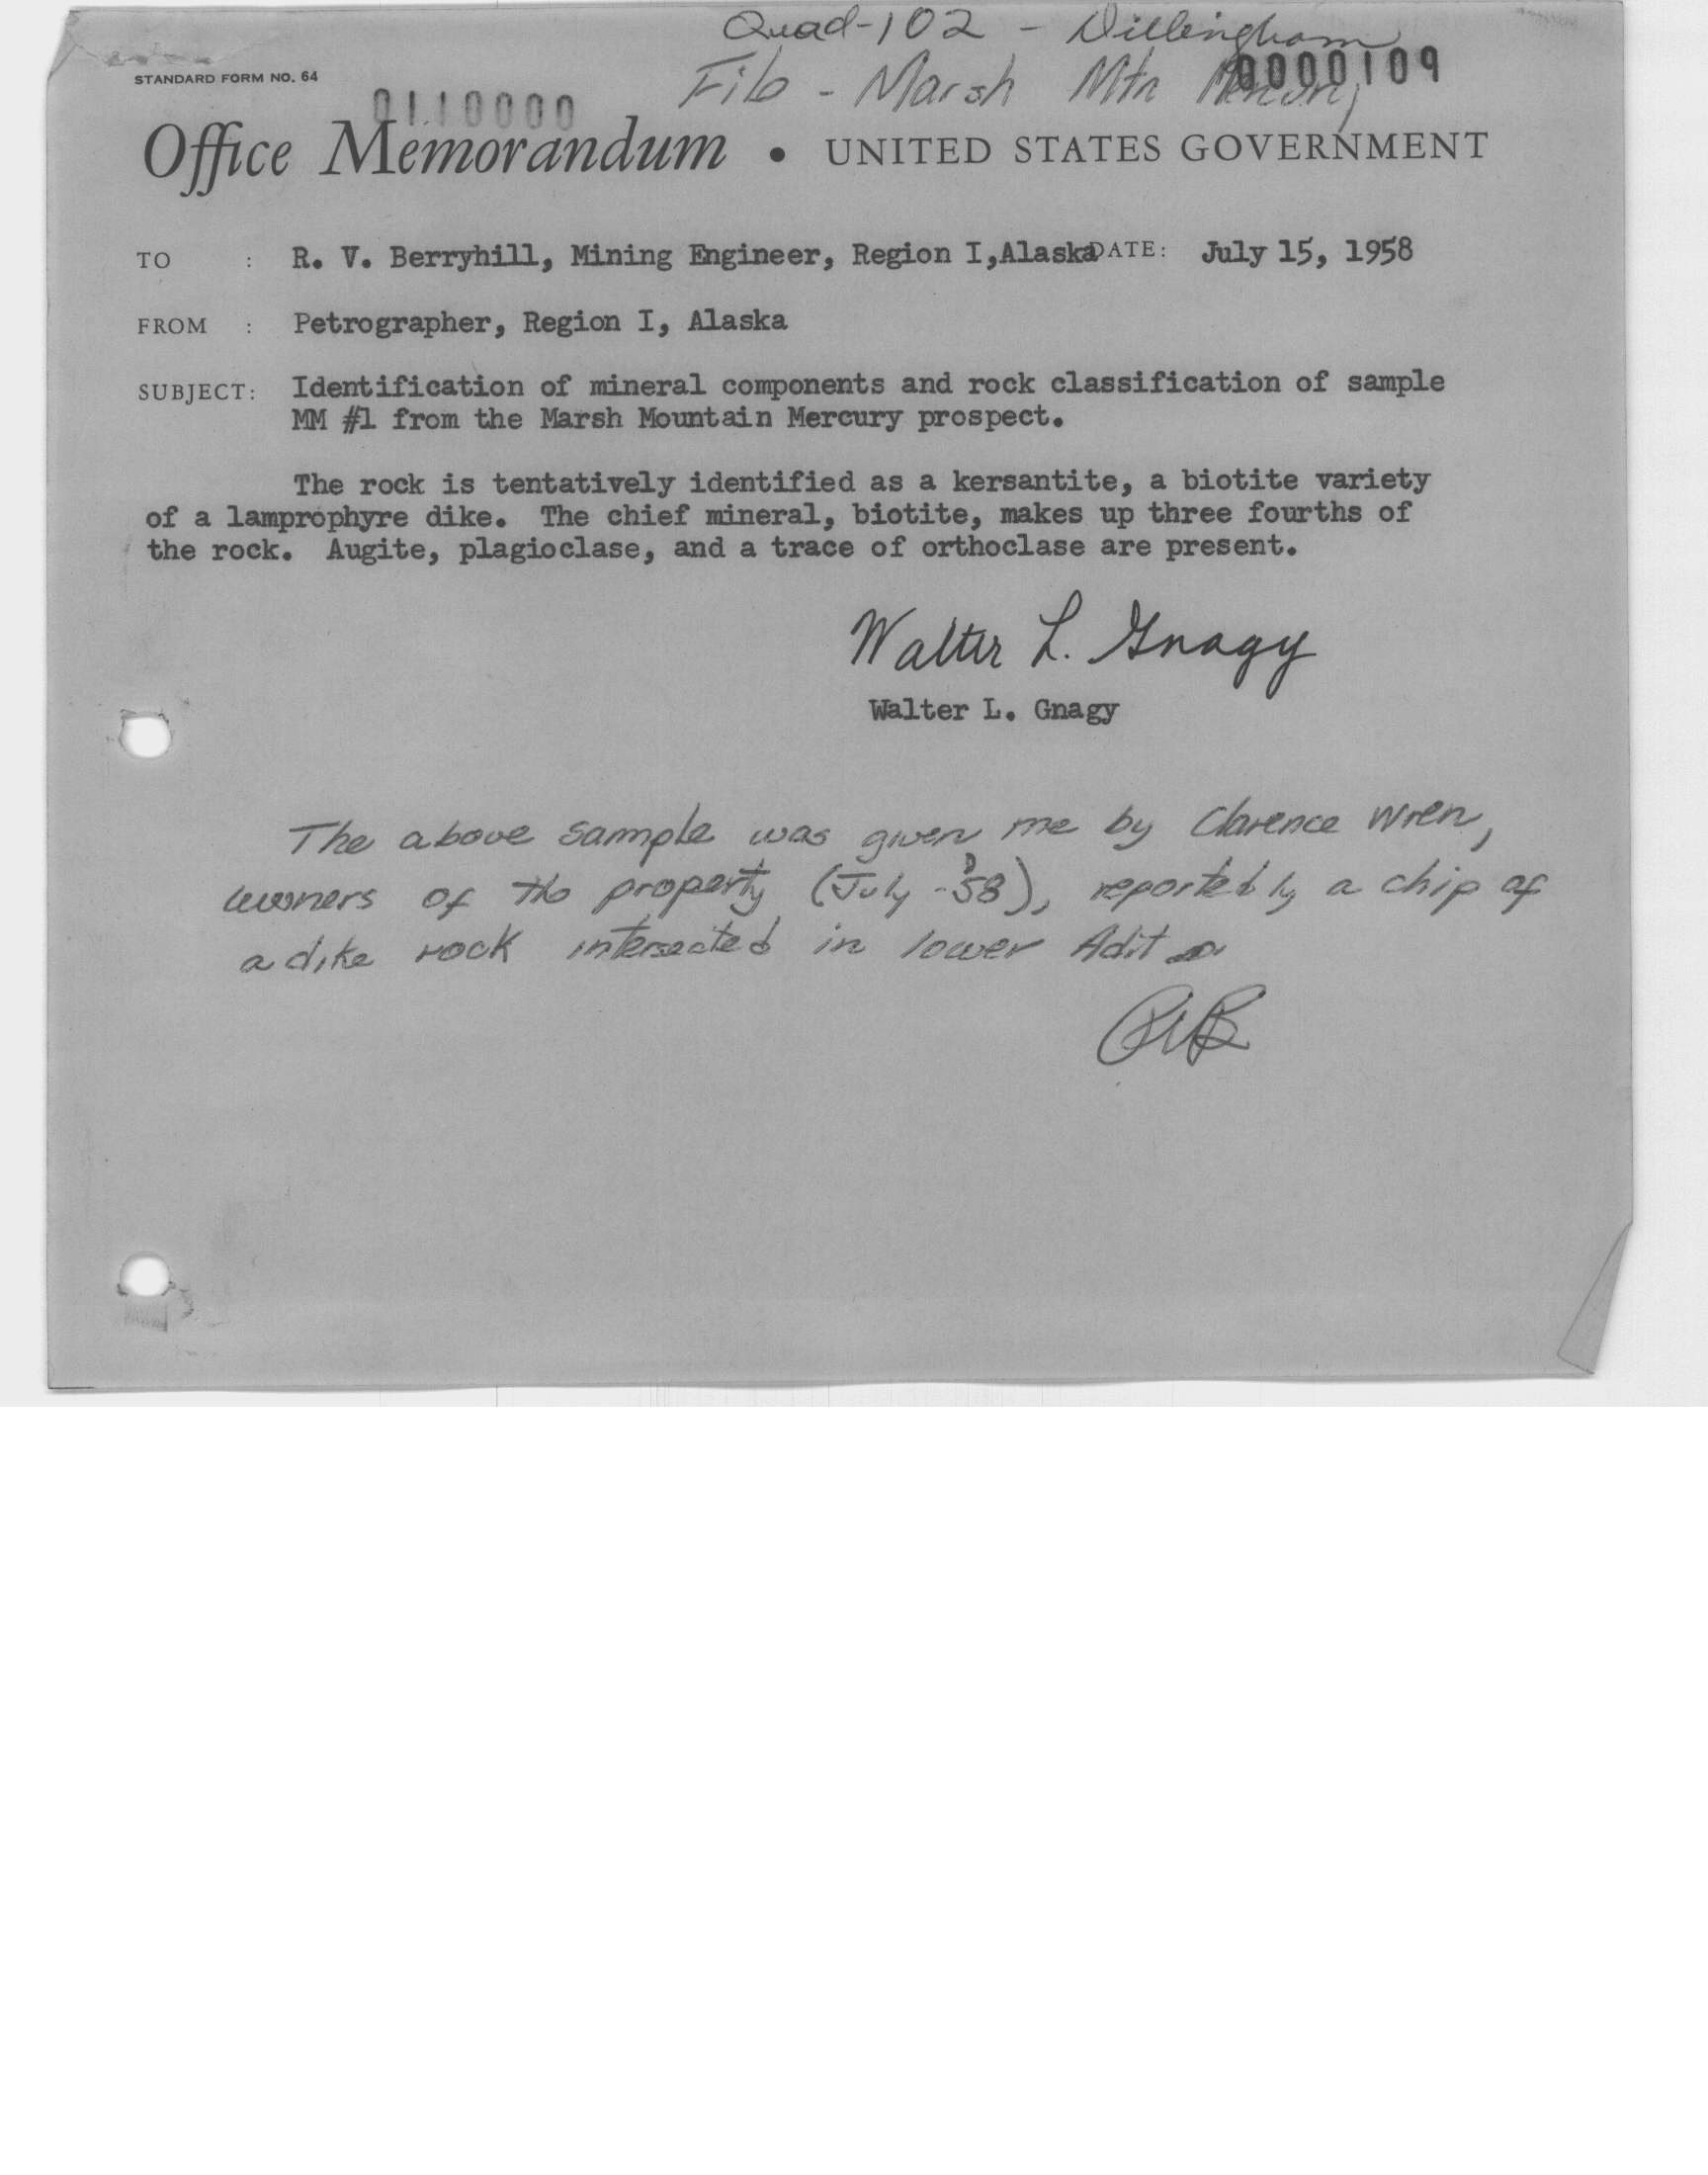 Quad-102 - Dillingham
File - Marsh Mtn Mercury
0000109
STANDARD FORM NO. 64
0110000
Office Memorandum • UNITED STATES GOVERNMENT
TO : R. V. Berryhill, Mining Engineer, Region I,Alaska DATE: July 15, 1958
FROM : Petrographer, Region I, Alaska
SUBJECT: Identification of mineral components and rock classification of sample
MM #1 from the Marsh Mountain Mercury prospect.
The rock is tentatively identified as a kersantite, a biotite variety
of a lamprophyre dike. The chief mineral, biotite, makes up three fourths of
the rock. Augite, plagioclase, and a trace of orthoclase are present.
Walter L. Gnagy
Walter L. Gnagy
The above sample was given me by Clarence Wren,
owners of the property (July -58), reportedly a chip of
a dike rock intersected in lower Adit
RVB